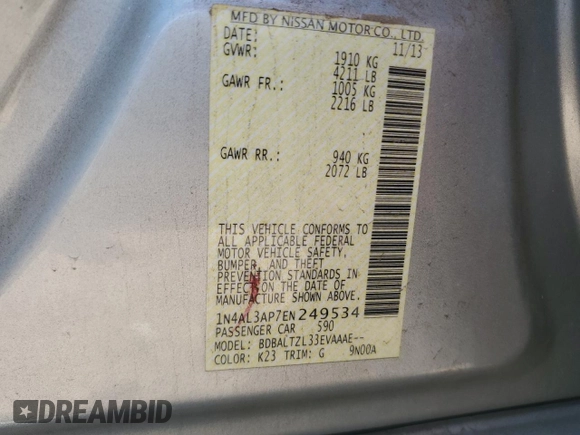 MFD BY NISSAN MOTOR CO., LTD.
DATE: 11/13
GVWR: 1910 KG
4211 LB
GAWR FR.: 1005 KG
2216 LB
GAWR RR.: 940 KG
2072 LB
THIS VEHICLE CONFORMS TO
ALL APPLICABLE FEDERAL
MOTOR VEHICLE SAFETY,
BUMPER, AND THEFT
PREVENTION STANDARDS IN
EFFECT ON THE DATE OF
MANUFACTURE SHOWN ABOVE.
1N4AL3AP7EN249534
PASSENGER CAR 590
MODEL: BDBALTZL33EVAAAE--
COLOR: K23 TRIM: G 9N00A
DREAMBID